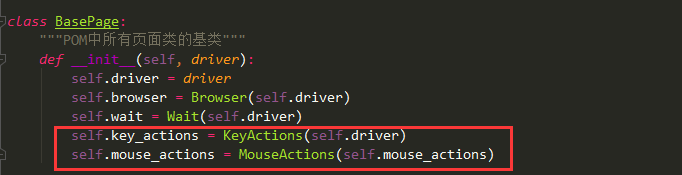 class BasePage:
"""POM中所有页面类的基类"""
def __init__(self, driver):
self.driver = driver
self.browser = Browser(self.driver)
self.wait = Wait(self.driver)
self.key_actions = KeyActions(self.driver)
self.mouse_actions = MouseActions(self.mouse_actions)